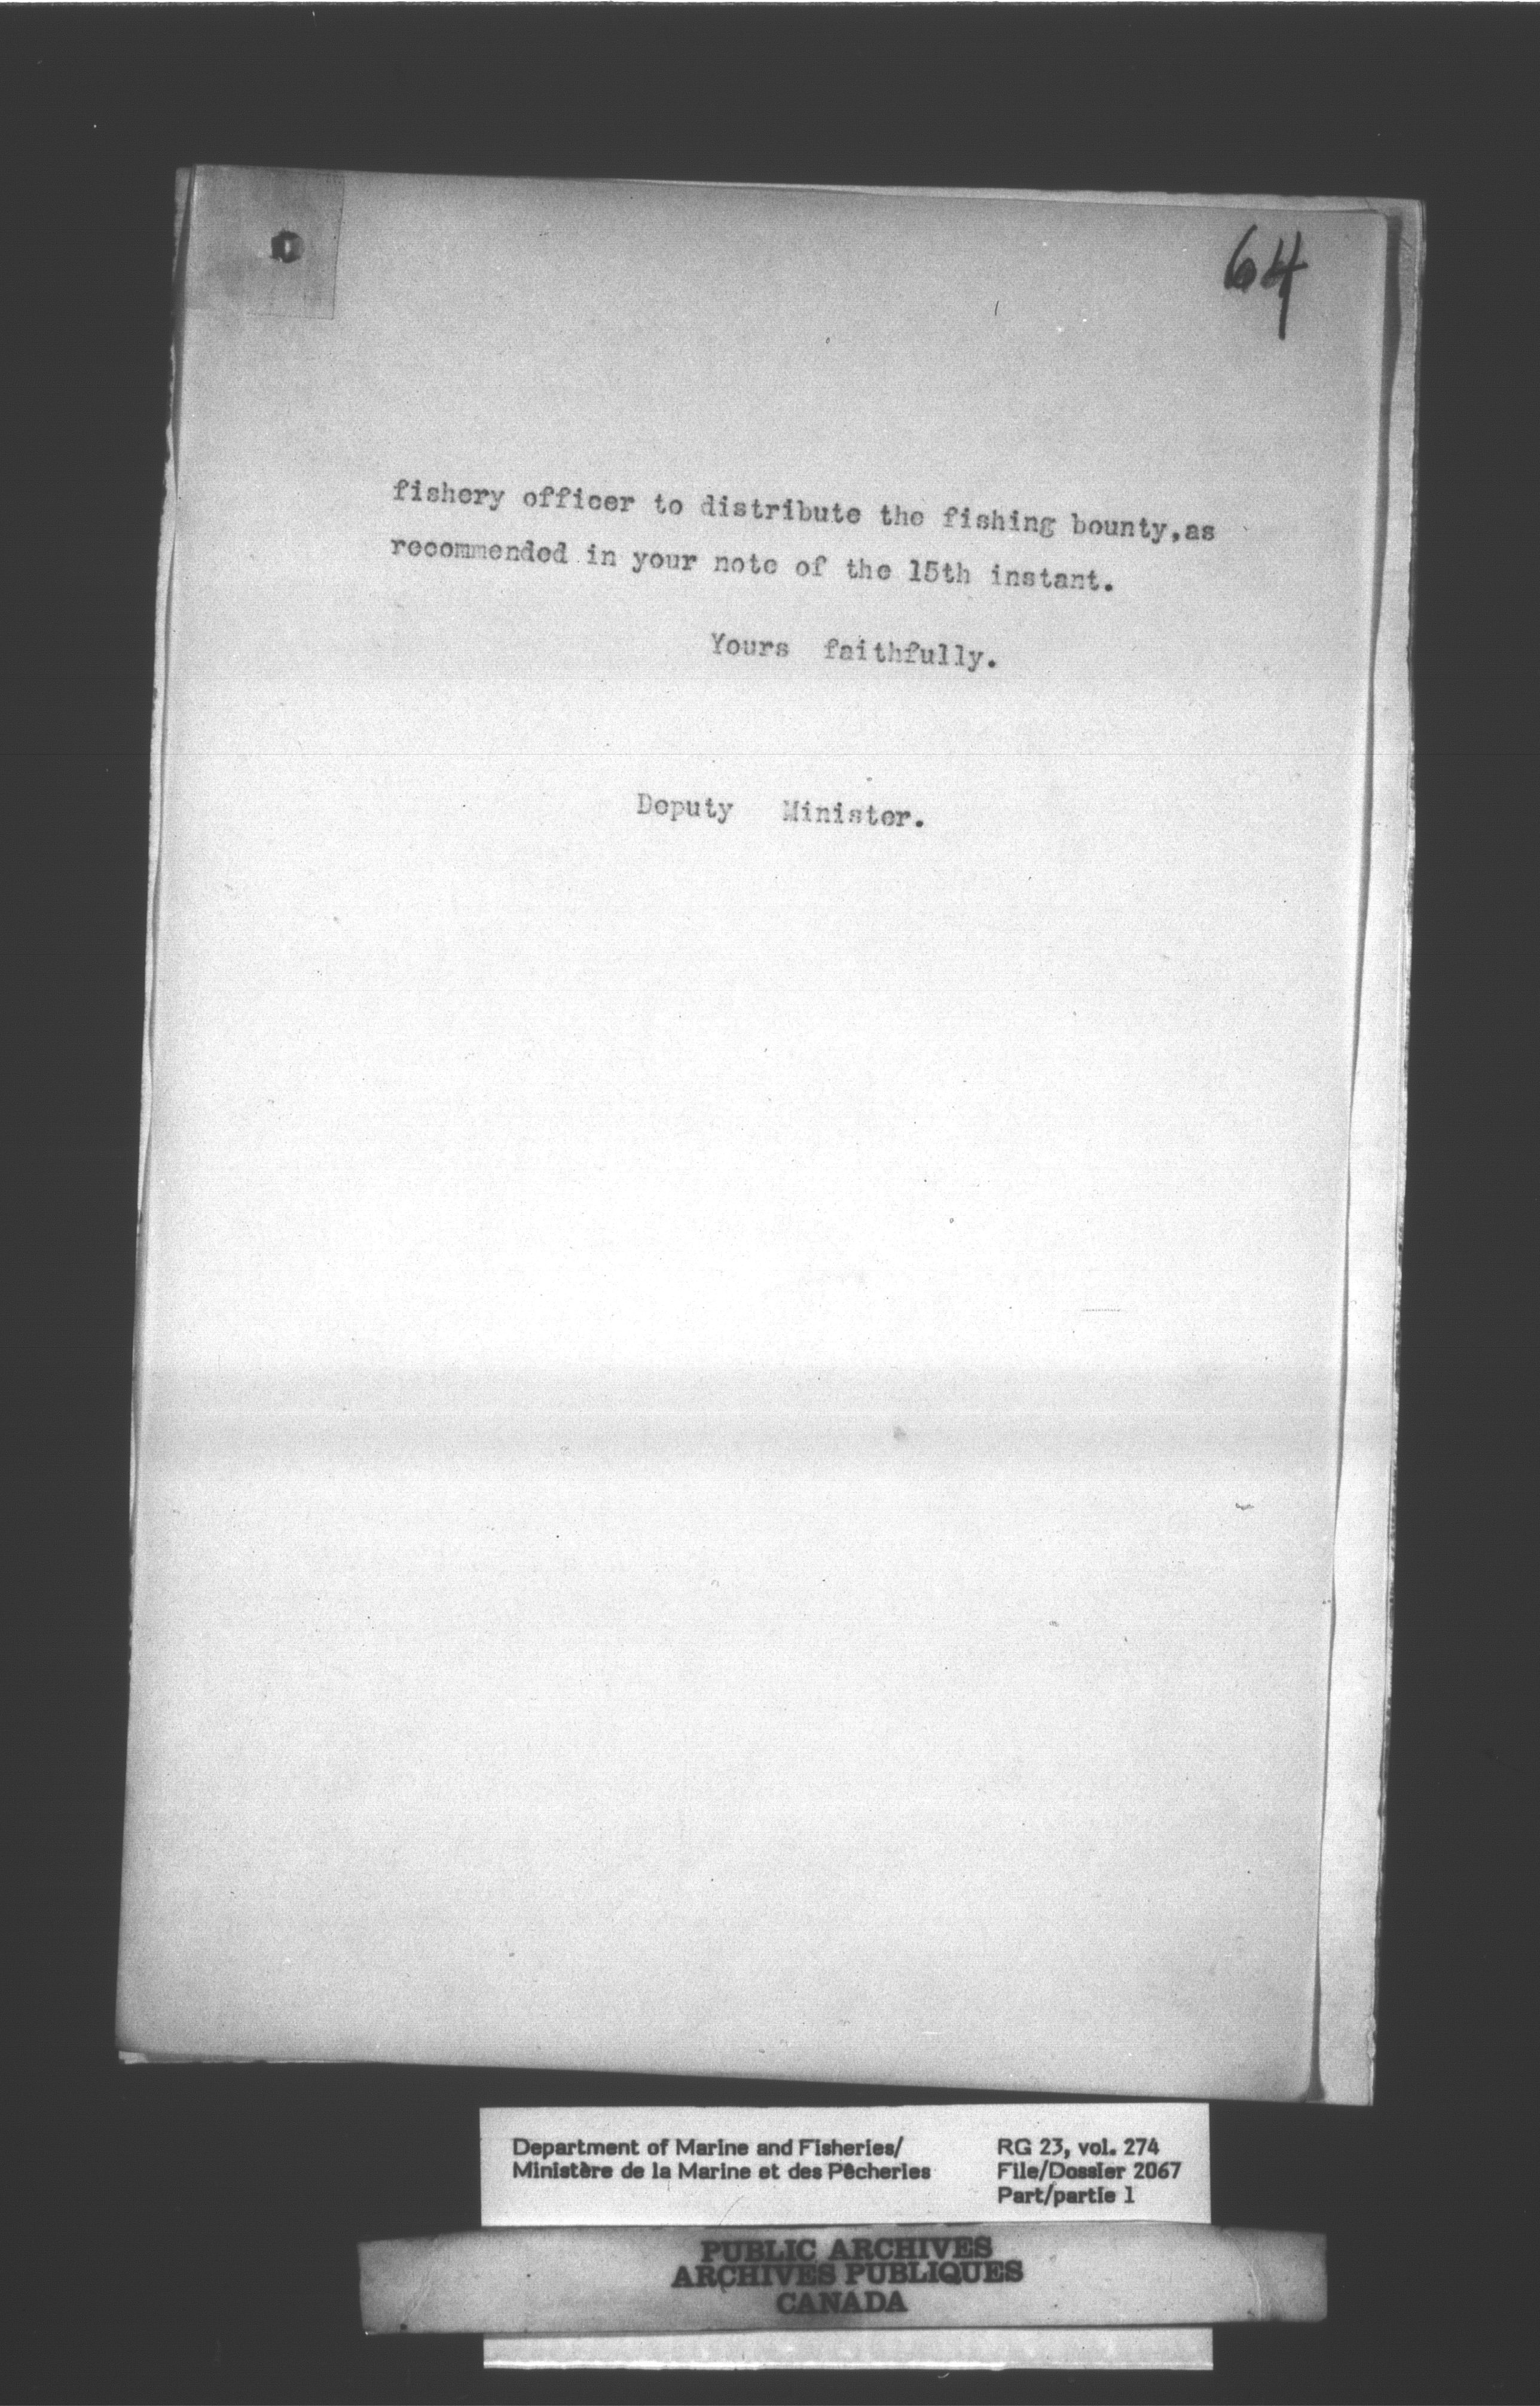 64
fishery officer to distribute the fishing bounty,as
recommended in your note of the 15th instant.
Yours faithfully.
Deputy Minister.
Department of Marine and Fisheries/
Ministère de la Marine et des Pêcheries
RG 23, vol. 274
File/Dossier 2067
Part/partie 1
PUBLIC ARCHIVES
ARCHIVES PUBLIQUES
CANADA